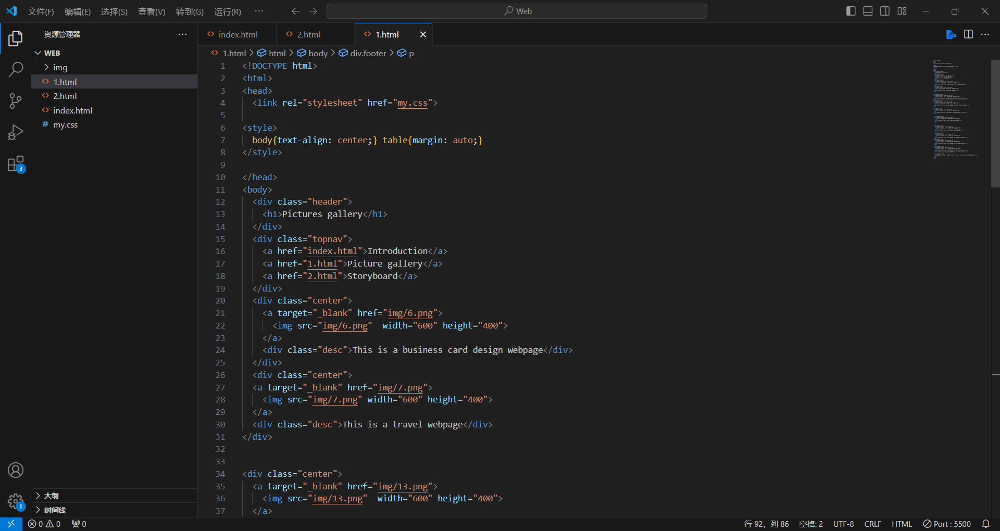 文件(F) 编辑(E) 选择(S) 查看(V) 转到(G) 运行(R) ··· Web
资源管理器 ···
index.html 2.html 1.html
WEB
img
1.html
2.html
index.html
my.css
大纲
时间线
3
1
1.html > html > body > div.footer > p
1 <!DOCTYPE html>
2 <html>
3 <head>
4 <link rel="stylesheet" href="my.css">
5
6 <style>
7 body{text-align: center;} table{margin: auto;}
8 </style>
9
10 </head>
11 <body>
12 <div class="header">
13 <h1>Pictures gallery</h1>
14 </div>
15 <div class="topnav">
16 <a href="index.html">Introduction</a>
17 <a href="1.html">Picture gallery</a>
18 <a href="2.html">Storyboard</a>
19 </div>
20 <div class="center">
21 <a target="_blank" href="img/6.png">
22 <img src="img/6.png"  width="600" height="400">
23 </a>
24 <div class="desc">This is a business card design webpage</div>
25 </div>
26 <div class="center">
27 <a target="_blank" href="img/7.png">
28 <img src="img/7.png" width="600" height="400">
29 </a>
30 <div class="desc">This is a travel webpage</div>
31 </div>
32
33
34 <div class="center">
35 <a target="_blank" href="img/13.png">
36 <img src="img/13.png"  width="600" height="400">
37 </a>
0 0 0 行 92，列 86 空格: 2 UTF-8 CRLF HTML Port : 5500